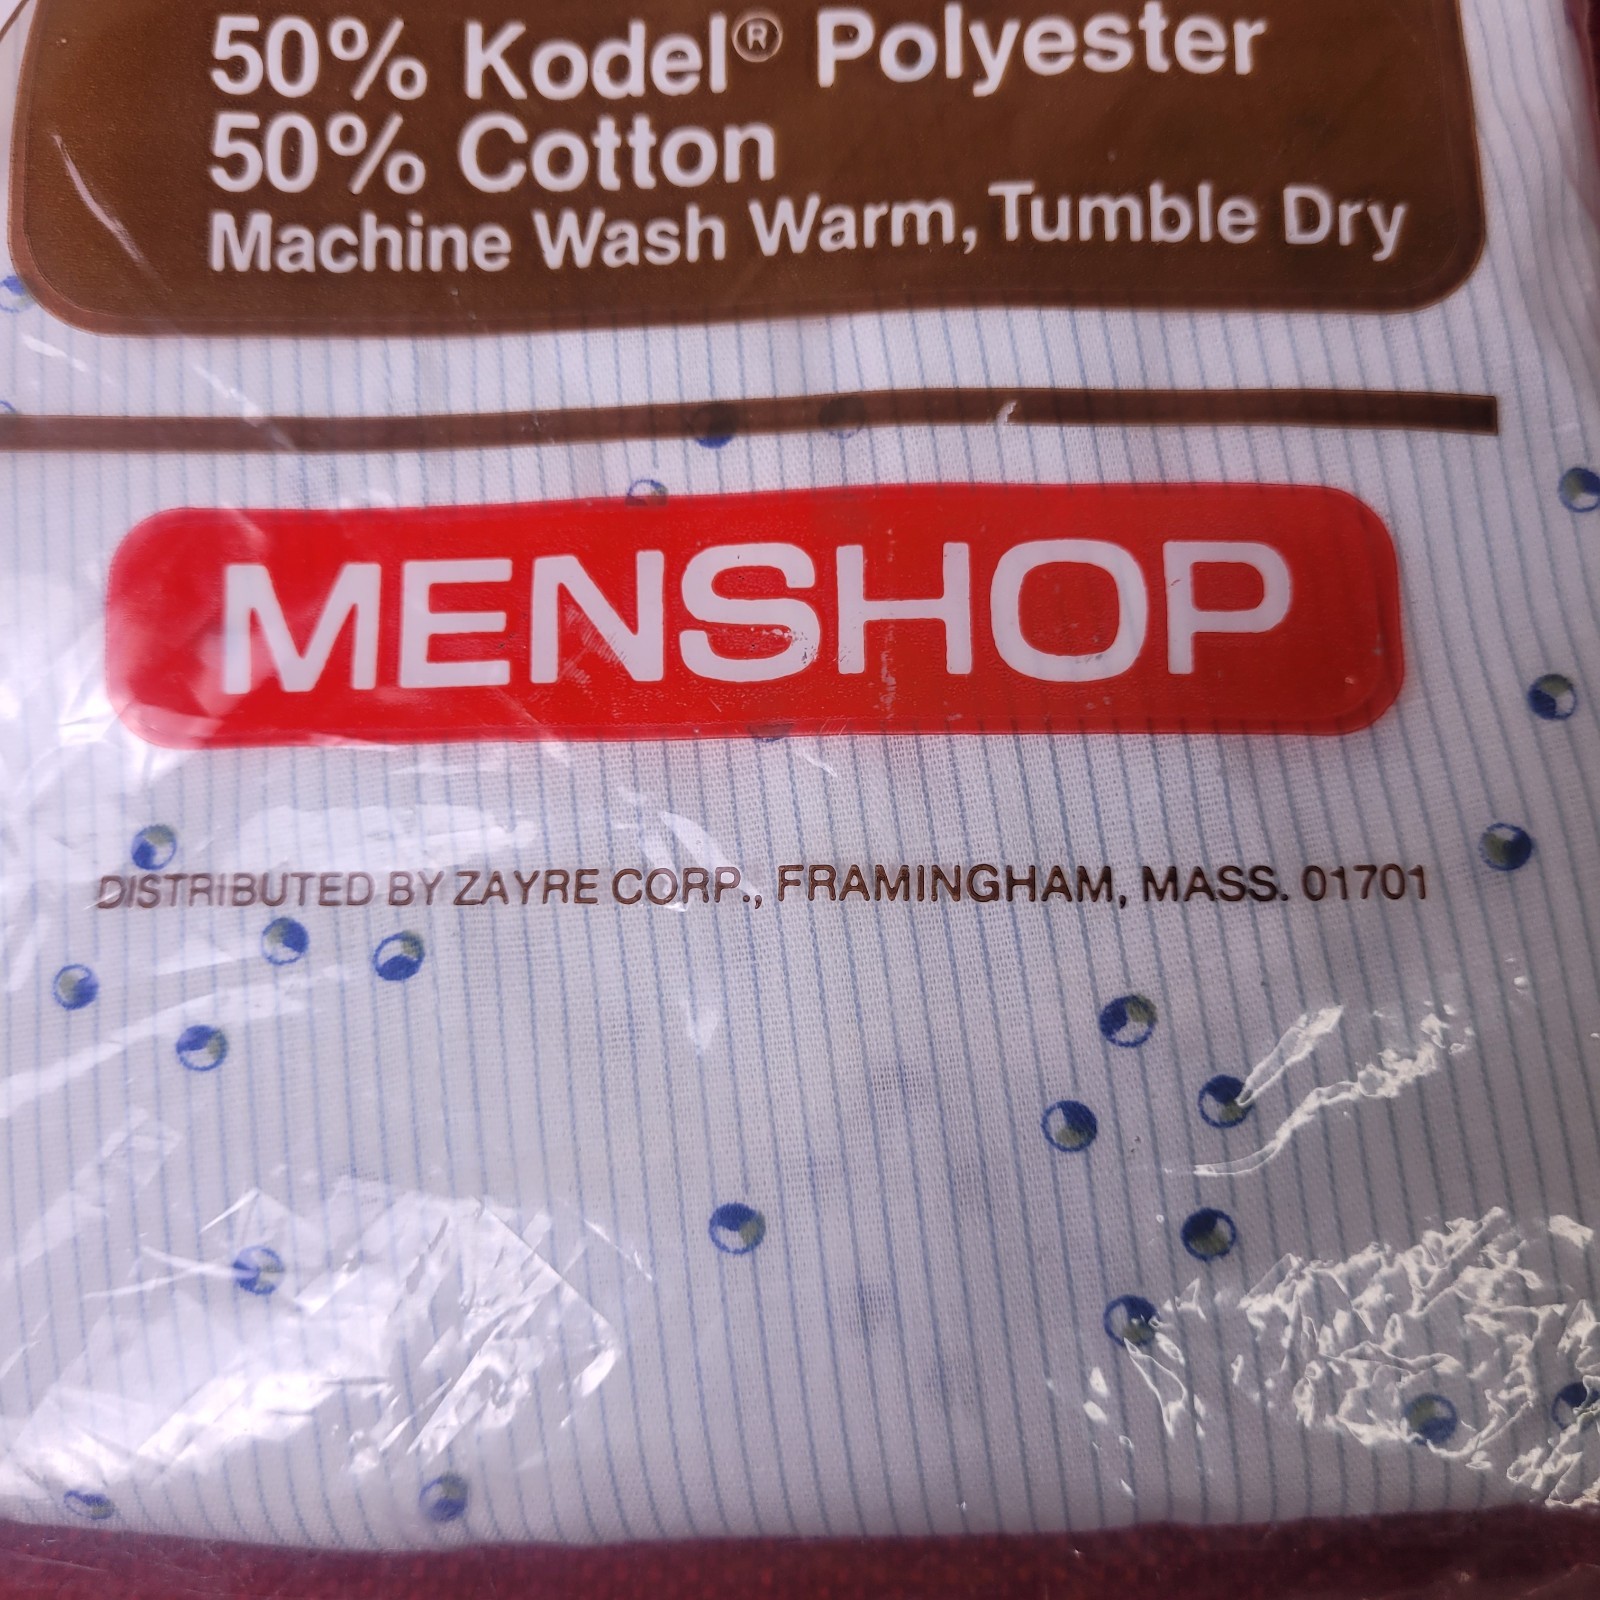 50% Kodel® Polyester
50% Cotton
Machine Wash Warm, Tumble Dry
MENSHOP
DISTRIBUTED BY ZAYRE CORP., FRAMINGHAM, MASS. 01701